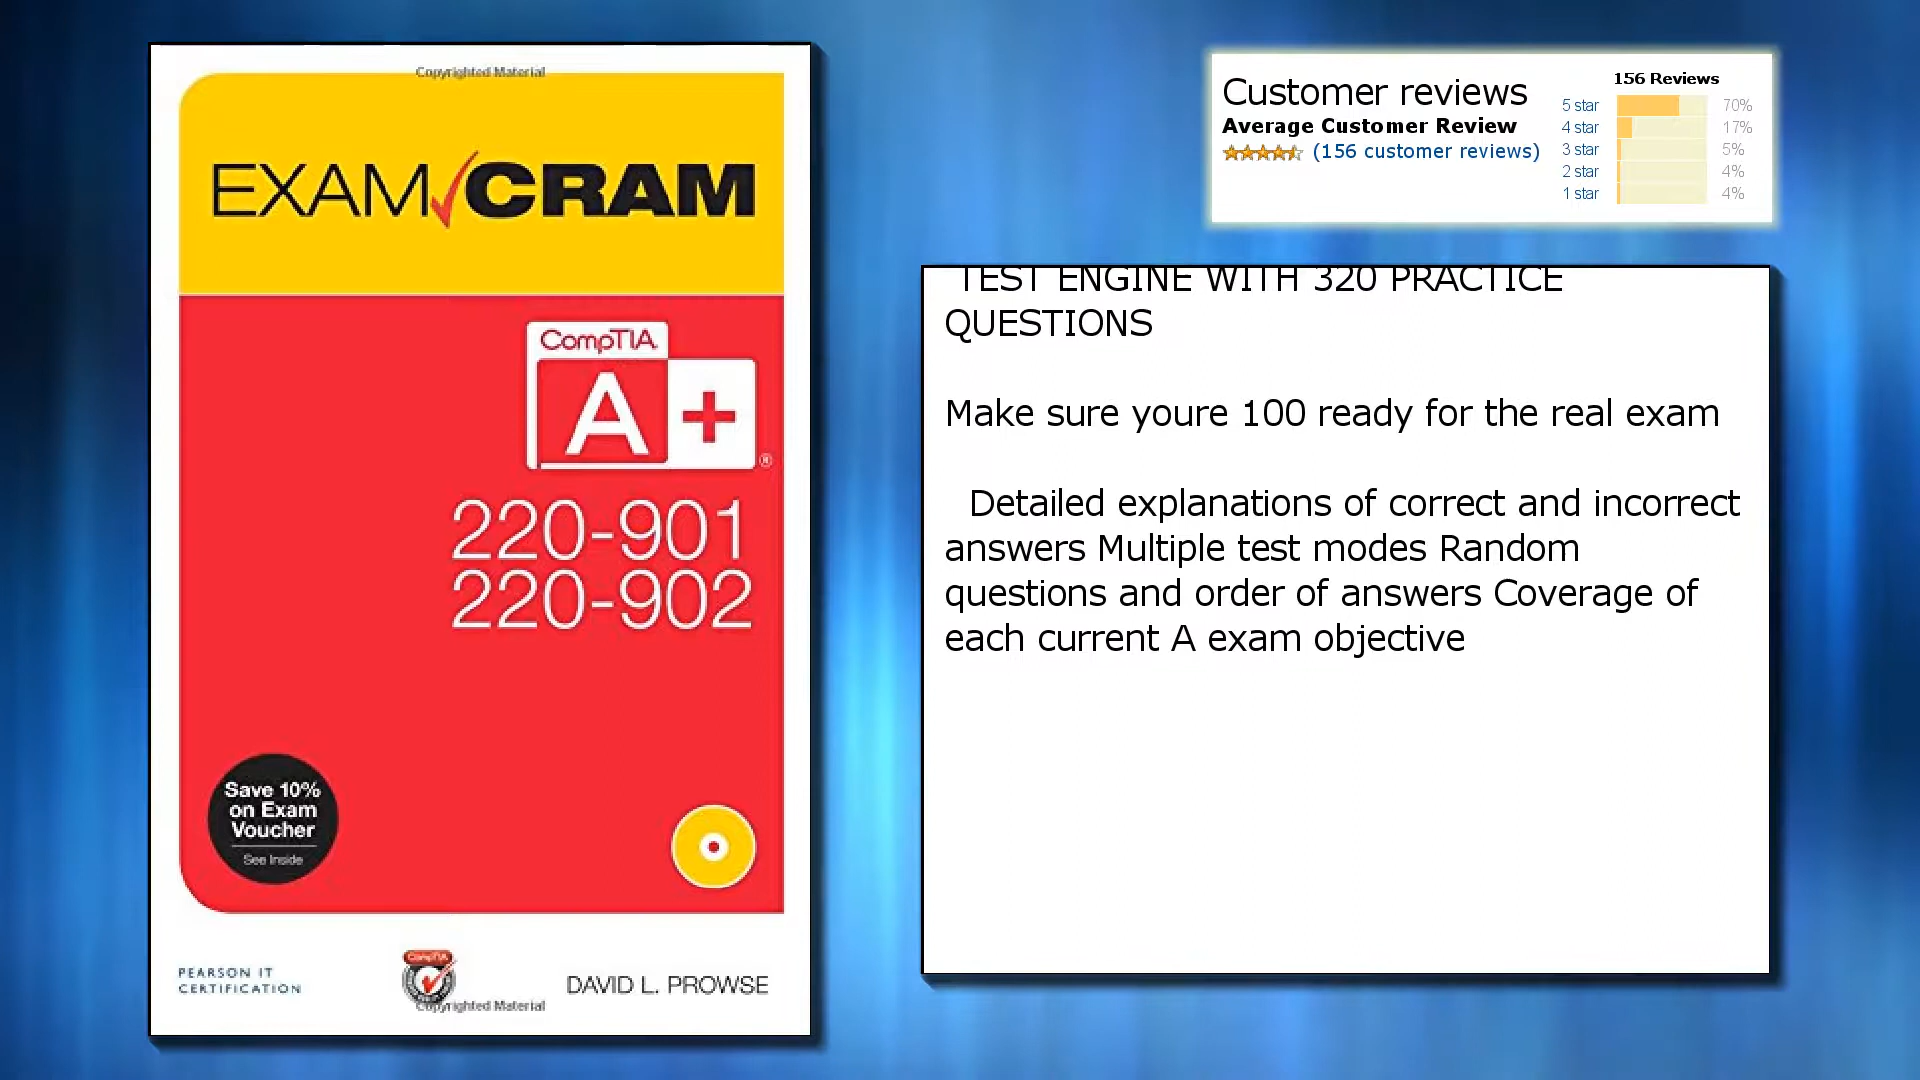 Copyrighted Material
EXAM CRAM
CompTIA
A+
®
220-901
220-902
Save 10%
on Exam
Voucher
See Inside
PEARSON IT
CERTIFICATION
CompTIA
DAVID L. PROWSE
Copyrighted Material
Customer reviews
Average Customer Review
(156 customer reviews)
156 Reviews
5 star 70%
4 star 17%
3 star 5%
2 star 4%
1 star 4%
TEST ENGINE WITH 320 PRACTICE
QUESTIONS
Make sure youre 100 ready for the real exam
Detailed explanations of correct and incorrect
answers Multiple test modes Random
questions and order of answers Coverage of
each current A exam objective